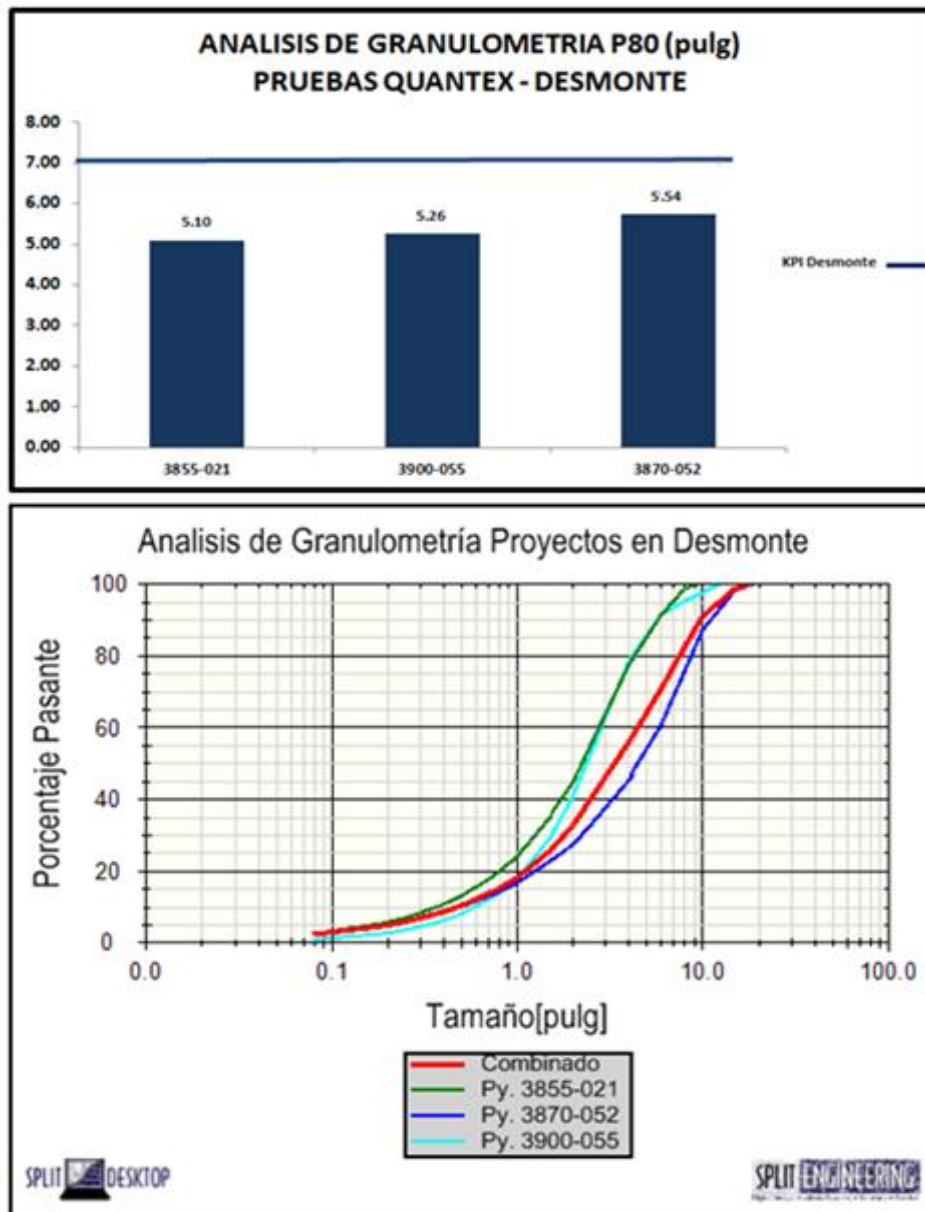 ANALISIS DE GRANULOMETRIA P80 (pulg)
PRUEBAS QUANTEX - DESMONTE
8.00
7.00
6.00
5.00
4.00
3.00
2.00
1.00
0.00
5.10
5.26
5.54
KPI Desmonte
3855-021
3900-055
3870-052
Analisis de Granulometría Proyectos en Desmonte
Porcentaje Pasante
100
80
60
40
20
0
0.0
0.1
1.0
10.0
100.0
Tamaño[pulg]
Combinado
Py. 3855-021
Py. 3870-052
Py. 3900-055
SPLIT DESKTOP
SPLIT ENGINEERING